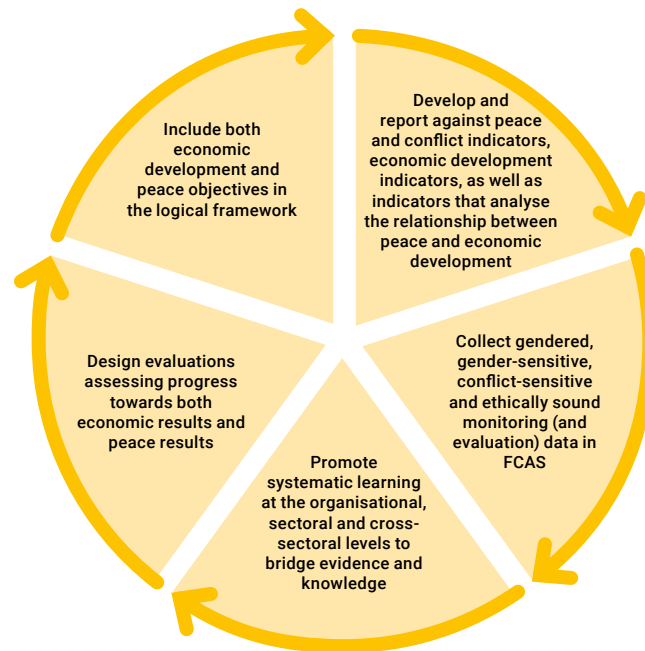 Include both
economic
development and
peace objectives in
the logical framework
Develop and
report against peace
and conflict indicators,
economic development
indicators, as well as
indicators that analyse
the relationship between
peace and economic
development
Collect gendered,
gender-sensitive,
conflict-sensitive
and ethically sound
monitoring (and
evaluation) data in
FCAS
Promote
systematic learning
at the organisational,
sectoral and cross-
sectoral levels to
bridge evidence and
knowledge
Design evaluations
assessing progress
towards both
economic results and
peace results